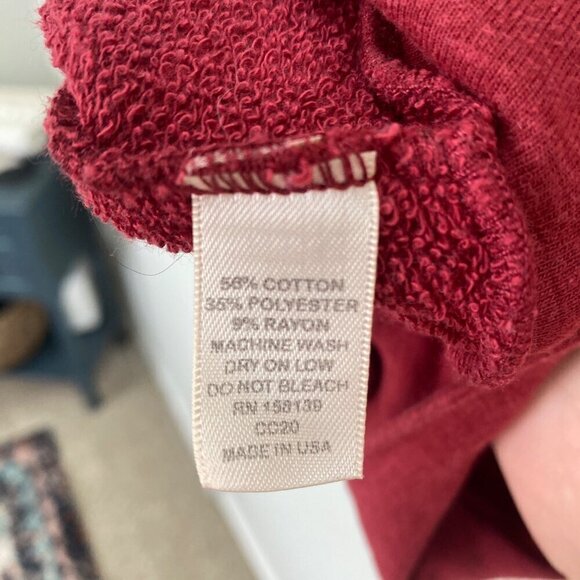 56% COTTON
35% POLYESTER
9% RAYON
MACHINE WASH
DRY ON LOW
DO NOT BLEACH
RN 158139
CC20
MADE IN USA